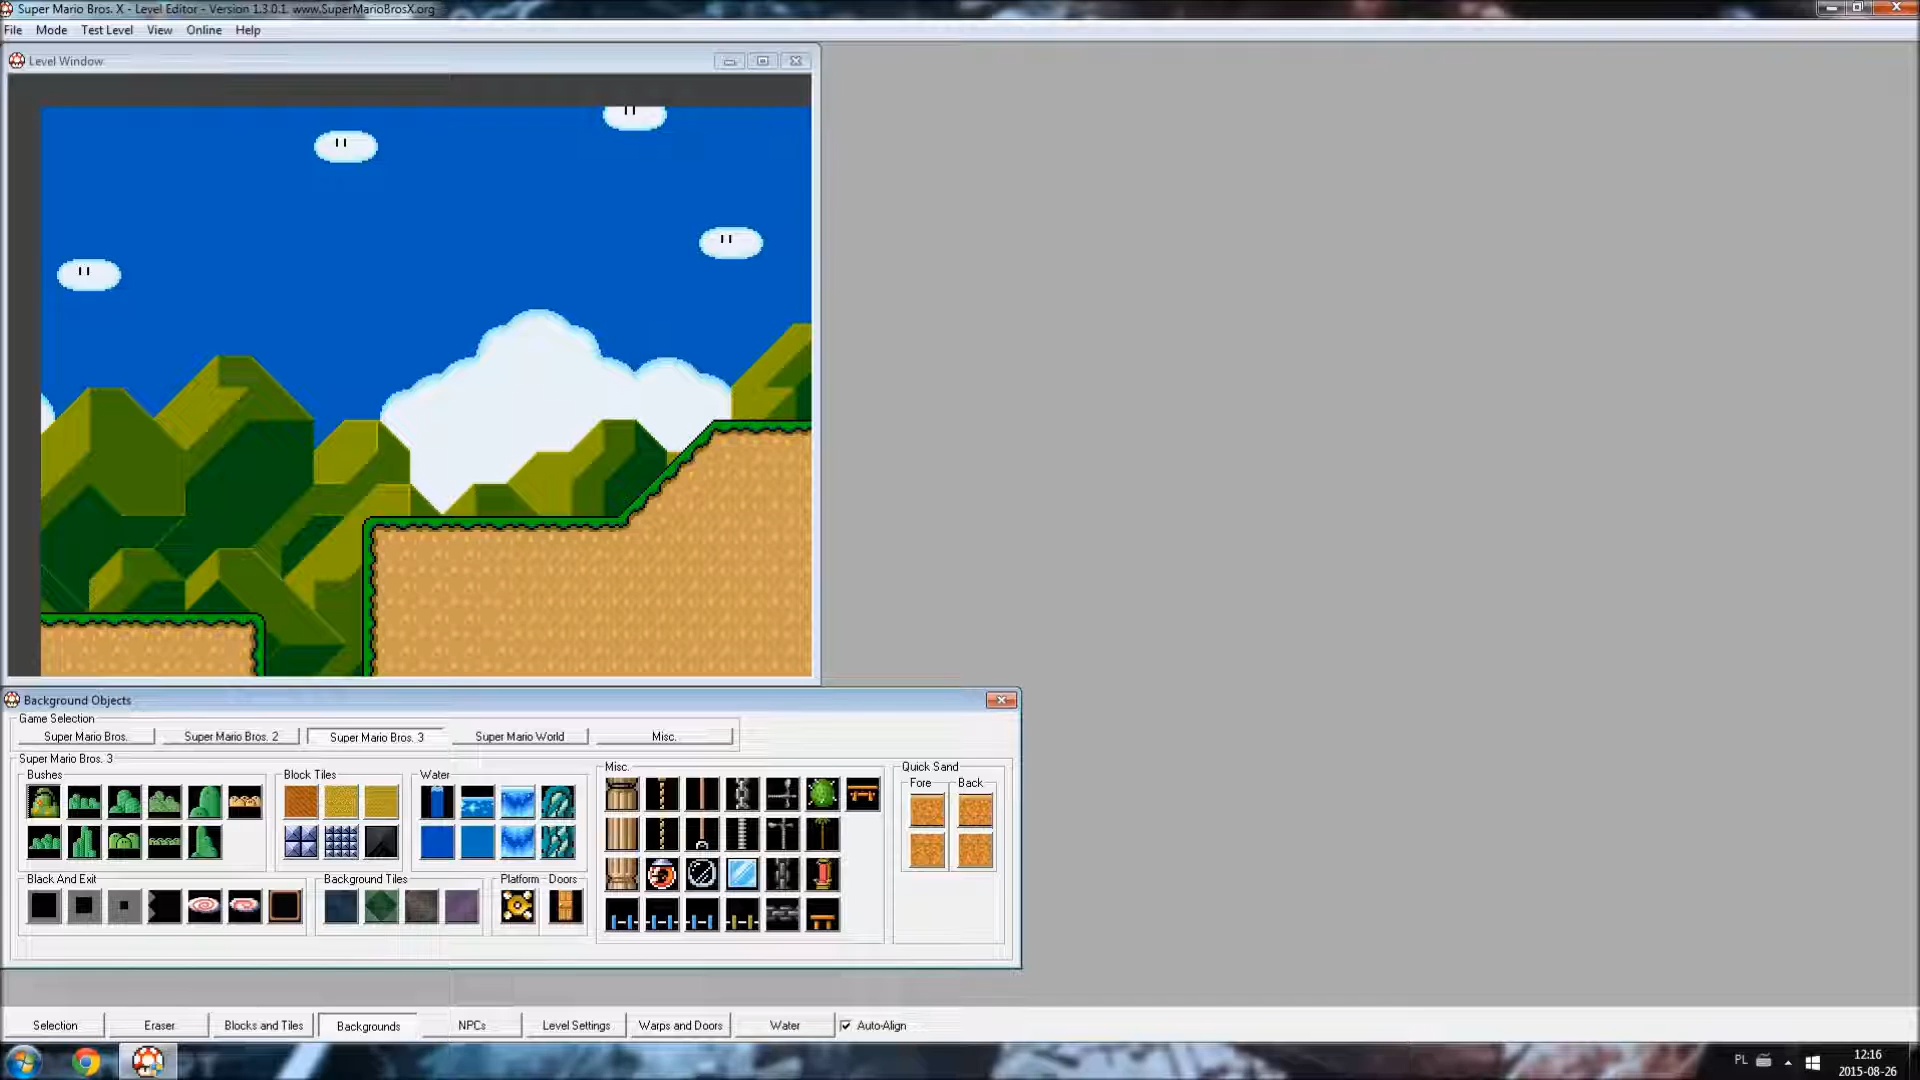 Super Mario Bros. X - Level Editor - Version 1.3.0.1. www.SuperMarioBrosX.org
File Mode Test Level View Online Help
Level Window
Background Objects
Game Selection
Super Mario Bros. Super Mario Bros. 2 Super Mario Bros. 3 Super Mario World Misc.
Super Mario Bros. 3
Bushes Block Tiles Water Misc. Quick Sand
Fore Back
Black And Exit Background Tiles Platform Doors
Selection Eraser Blocks and Tiles Backgrounds NPCs Level Settings Warps and Doors Water Auto-Align
PL 12:16
2015-08-26